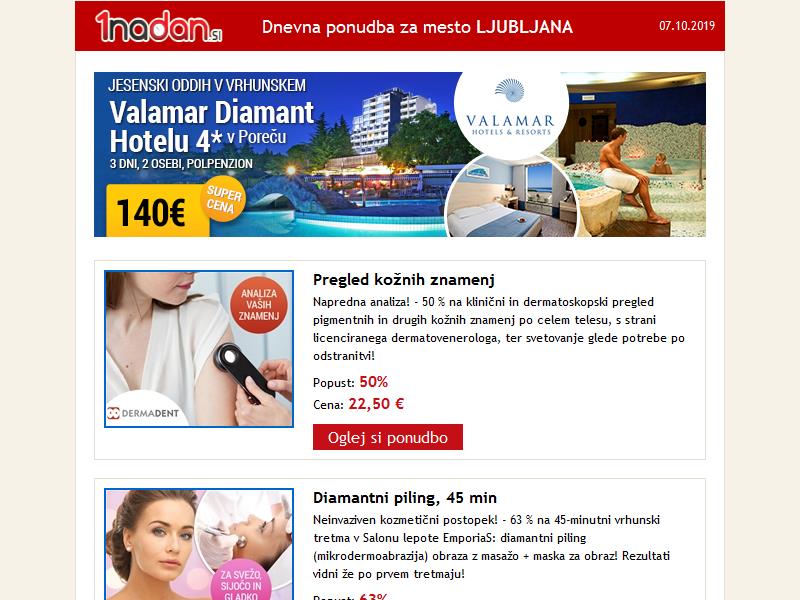 1nadan.si
Dnevna ponudba za mesto LJUBLJANA
07.10.2019
JESENSKI ODDIH V VRHUNSKEM
Valamar Diamant
Hotelu 4* v Poreču
3 DNI, 2 OSEBI, POLPENZION
140€
SUPER
CENA
VALAMAR
HOTELS & RESORTS
ANALIZA
VAŠIH
ZNAMENJ
DERMADENT
Pregled kožnih znamenj
Napredna analiza! - 50 % na klinični in dermatoskopski pregled
pigmentnih in drugih kožnih znamenj po celem telesu, s strani
licenciranega dermatovenerologa, ter svetovanje glede potrebe po
odstranitvi!
Popust: 50%
Cena: 22,50 €
Oglej si ponudbo
ZA SVEŽO,
SIJOČO IN
GLADKO
Diamantni piling, 45 min
Neinvaziven kozmetični postopek! - 63 % na 45-minutni vrhunski
tretma v Salonu lepote EmporiaS: diamantni piling
(mikrodermoabrazija) obraza z masažo + maska za obraz! Rezultati
vidni že po prvem tretmaju!
Popust: 63%